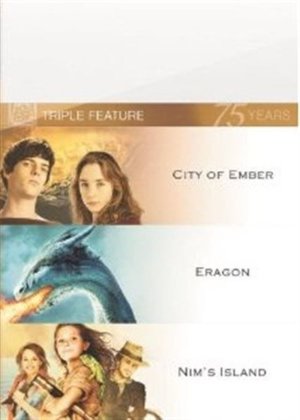 TRIPLE FEATURE
75 YEARS
CITY OF EMBER
ERAGON
NIM'S ISLAND